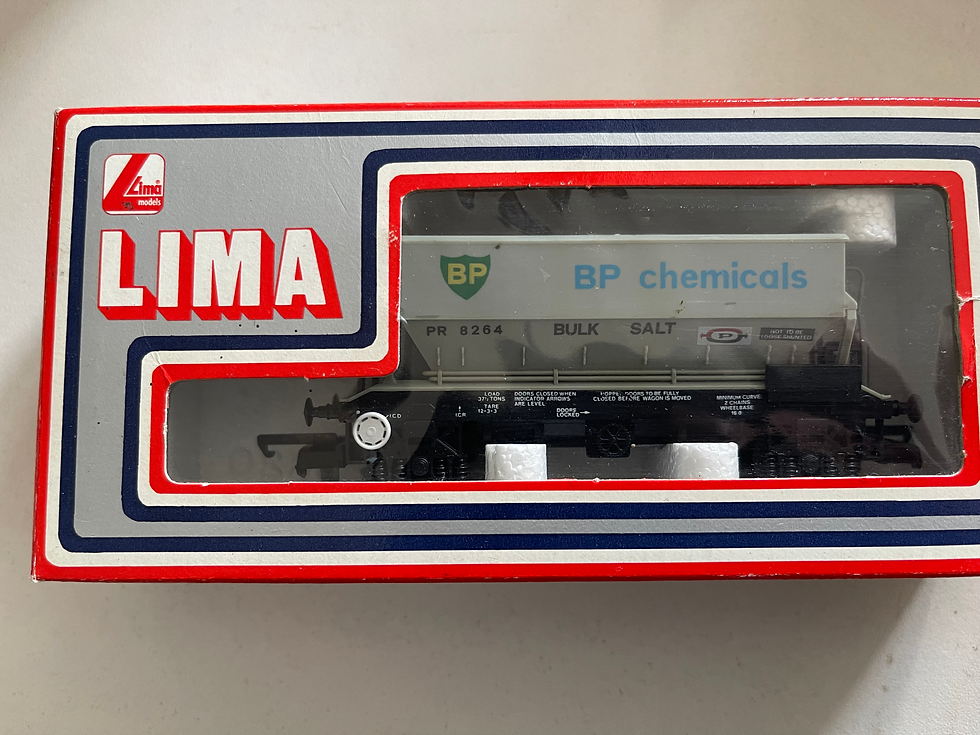 Lima
models
LIMA
BP
BP chemicals
PR 8264
BULK SALT
P
NOT TO BE
LOOSE SHUNTED
LOAD
37½ TONS
TARE
12-3-3
DOORS CLOSED WHEN
INDICATOR ARROWS
ARE LEVEL
HOPPER DOORS TO BE FULLY
CLOSED BEFORE WAGON IS MOVED
DOORS
LOCKED
MINIMUM CURVE
2 CHAINS
WHEELBASE
ICR